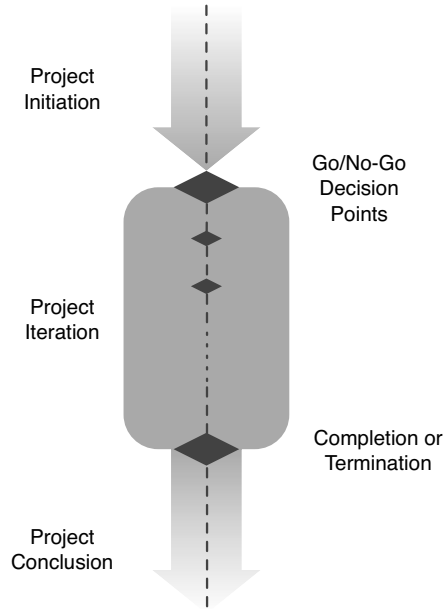 Project
Initiation
Go/No-Go
Decision
Points
Project
Iteration
Completion or
Termination
Project
Conclusion